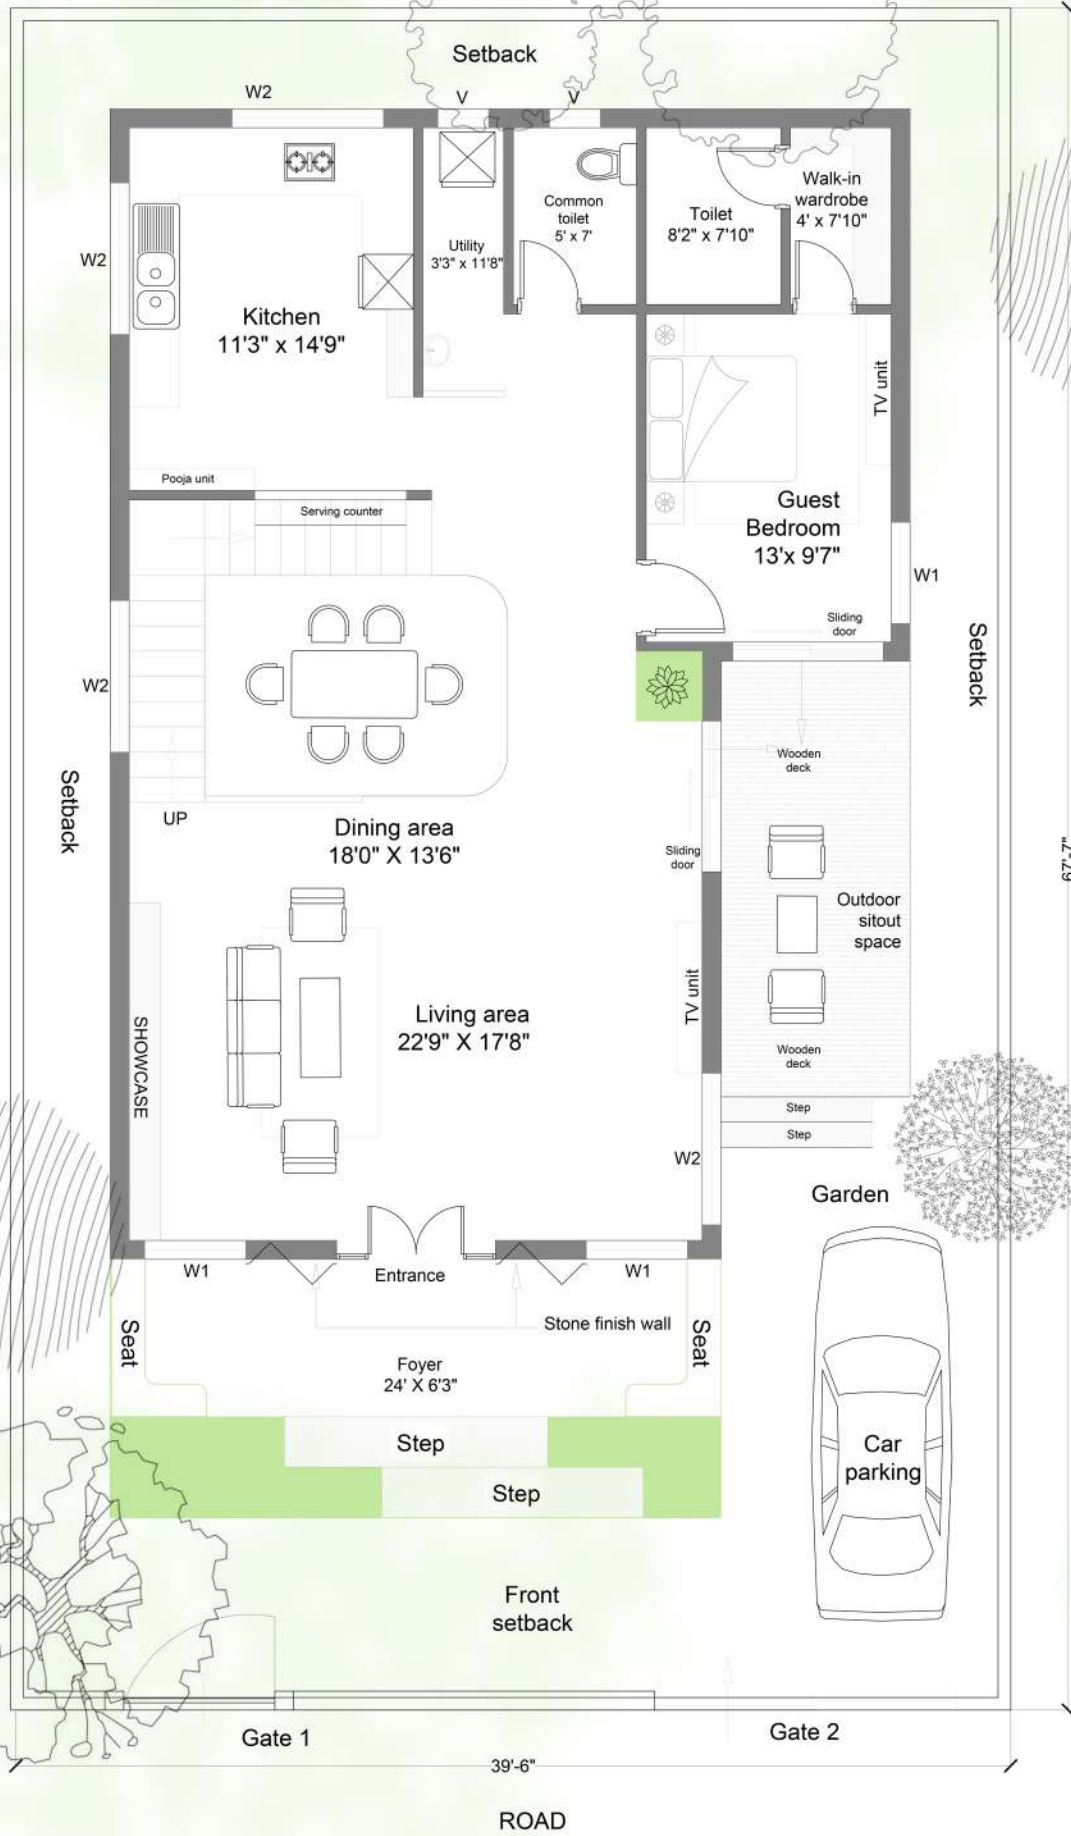 Setback
W2
V
V
W2
Kitchen
11'3" x 14'9"
Utility
3'3" x 11'8"
Common
toilet
5' x 7'
Toilet
8'2" x 7'10"
Walk-in
wardrobe
4' x 7'10"
TV unit
Pooja unit
Serving counter
Guest
Bedroom
13'x 9'7"
W1
Sliding
door
Setback
W2
Setback
UP
Dining area
18'0" X 13'6"
Wooden
deck
Sliding
door
67'-7"
Outdoor
sitout
space
SHOWCASE
Living area
22'9" X 17'8"
TV unit
Wooden
deck
Step
Step
W2
Garden
W1
Entrance
W1
Stone finish wall
Seat
Seat
Foyer
24' X 6'3"
Step
Step
Car
parking
Front
setback
Gate 1
Gate 2
39'-6"
ROAD